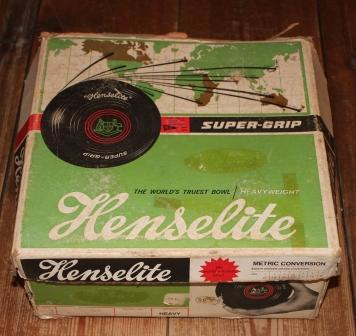 "Henselite"
SUPER-GRIP
SUPER-GRIP
THE WORLD'S TRUEST BOWL / HEAVYWEIGHT
Henselite
Henselite
METRIC CONVERSION
HEAVY